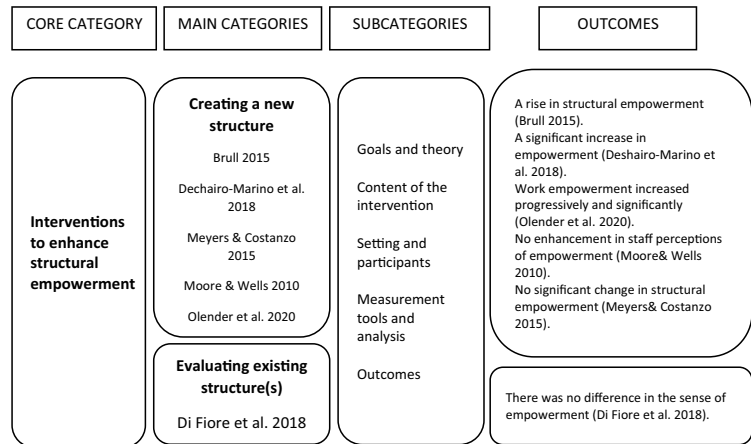 CORE CATEGORY
MAIN CATEGORIES
SUBCATEGORIES
OUTCOMES
Interventions
to enhance
structural
empowerment
Creating a new
structure
Brull 2015
Dechairo-Marino et al.
2018
Meyers & Costanzo
2015
Moore & Wells 2010
Olender et al. 2020
Evaluating existing
structure(s)
Di Fiore et al. 2018
Goals and theory
Content of the
intervention
Setting and
participants
Measurement
tools and
analysis
Outcomes
A rise in structural empowerment
(Brull 2015).
A significant increase in
empowerment (Deshairo-Marino et
al. 2018).
Work empowerment increased
progressively and significantly
(Olender et al. 2020).
No enhancement in staff perceptions
of empowerment (Moore& Wells
2010).
No significant change in structural
empowerment (Meyers& Costanzo
2015).
There was no difference in the sense of
empowerment (Di Fiore et al. 2018).